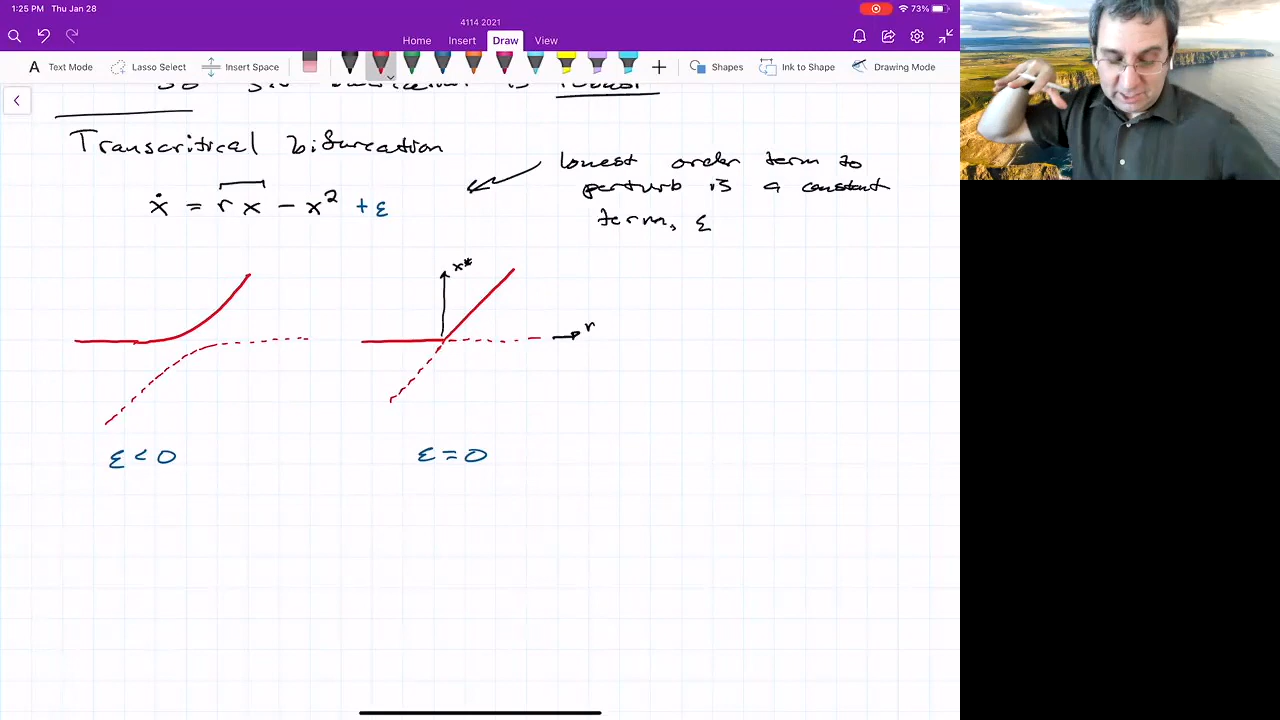 1:25 PM Thu Jan 28
73%
4114 2021
Home Insert Draw View
Text Mode Lasso Select Insert Space Shapes Ink to Shape Drawing Mode
is robust
Transcritical bifurcation
ẋ = r x - x² + ε
lowest order term to
perturb is a constant
term, ε
x*
r
ε < 0
ε = 0